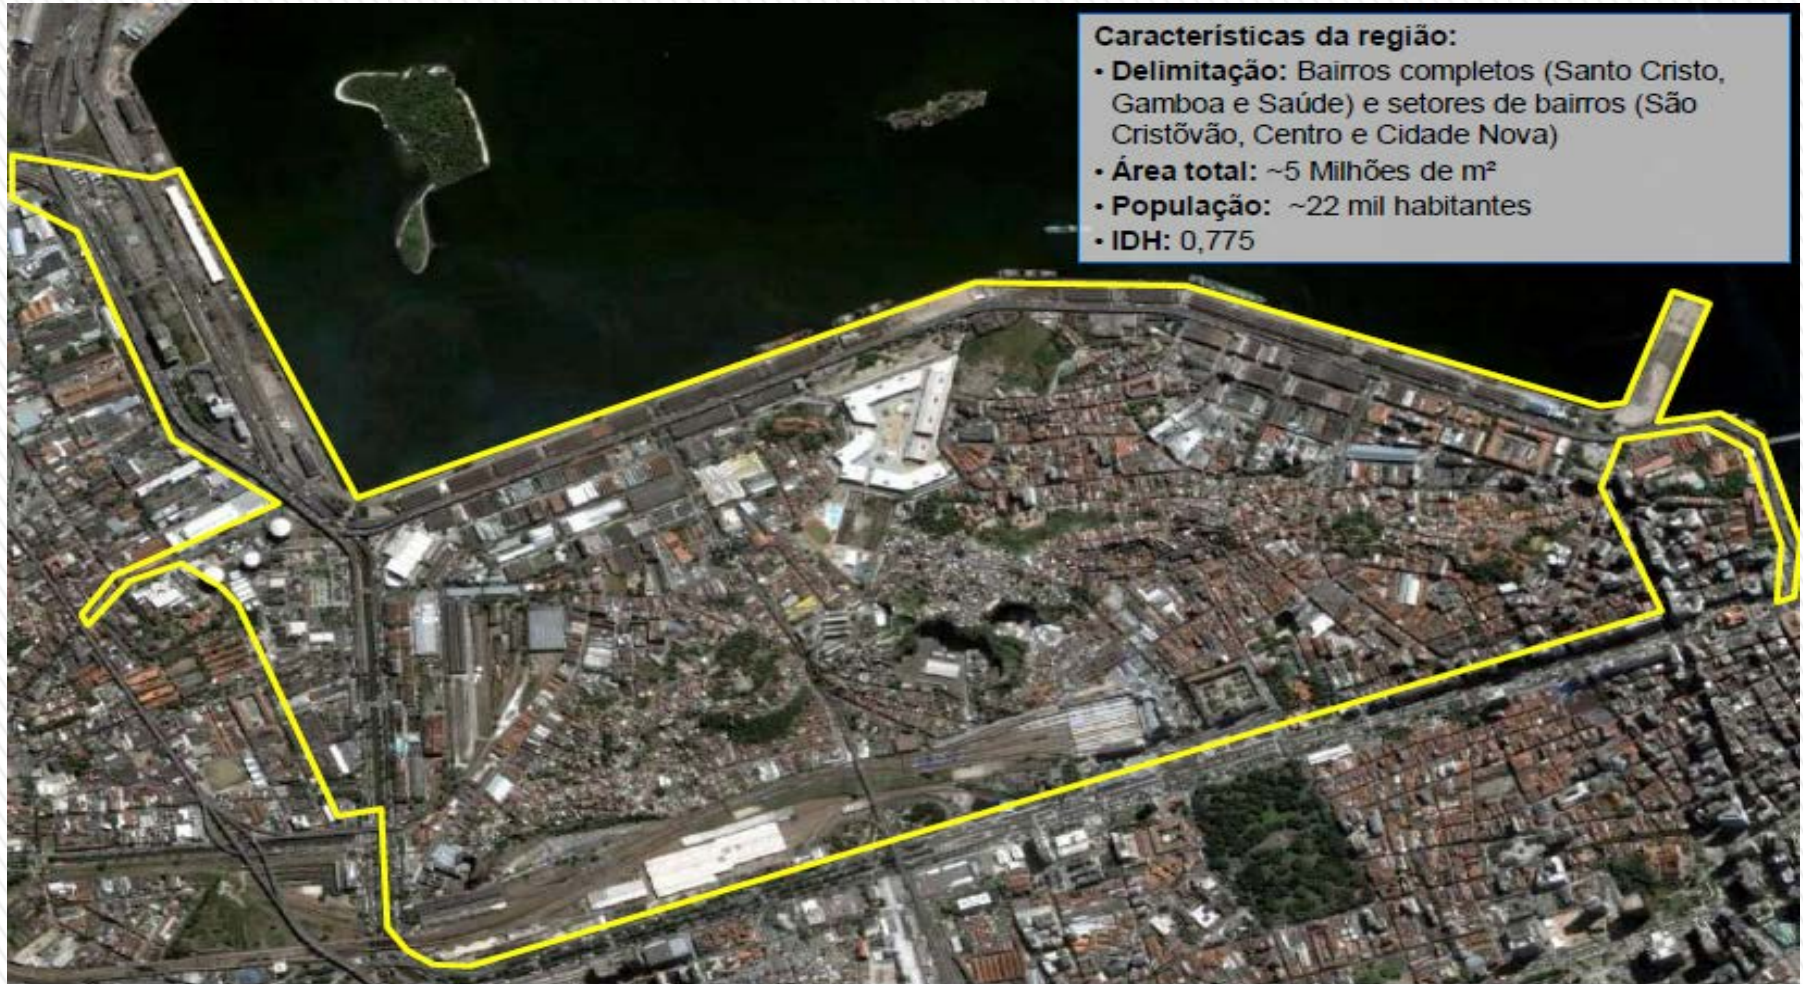 Características da região:
• Delimitação: Bairros completos (Santo Cristo,
Gamboa e Saúde) e setores de bairros (São
Cristõvão, Centro e Cidade Nova)
• Área total: ~5 Milhões de m²
• População: ~22 mil habitantes
• IDH: 0,775